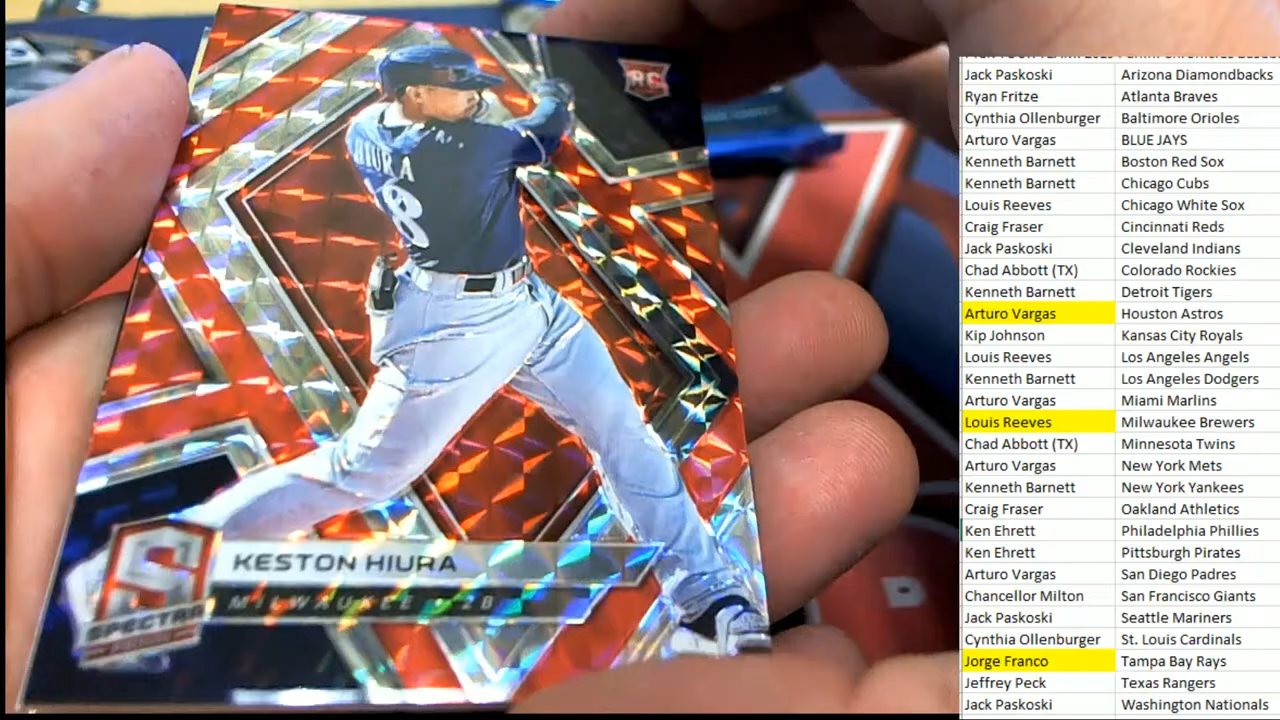 RC
HIURA
18
KESTON HIURA
MILWAUKEE 2B
SPECTRA
Jack Paskoski Arizona Diamondbacks
Ryan Fritze Atlanta Braves
Cynthia Ollenburger Baltimore Orioles
Arturo Vargas BLUE JAYS
Kenneth Barnett Boston Red Sox
Kenneth Barnett Chicago Cubs
Louis Reeves Chicago White Sox
Craig Fraser Cincinnati Reds
Jack Paskoski Cleveland Indians
Chad Abbott (TX) Colorado Rockies
Kenneth Barnett Detroit Tigers
Arturo Vargas Houston Astros
Kip Johnson Kansas City Royals
Louis Reeves Los Angeles Angels
Kenneth Barnett Los Angeles Dodgers
Arturo Vargas Miami Marlins
Louis Reeves Milwaukee Brewers
Chad Abbott (TX) Minnesota Twins
Arturo Vargas New York Mets
Kenneth Barnett New York Yankees
Craig Fraser Oakland Athletics
Ken Ehrett Philadelphia Phillies
Ken Ehrett Pittsburgh Pirates
Arturo Vargas San Diego Padres
Chancellor Milton San Francisco Giants
Jack Paskoski Seattle Mariners
Cynthia Ollenburger St. Louis Cardinals
Jorge Franco Tampa Bay Rays
Jeffrey Peck Texas Rangers
Jack Paskoski Washington Nationals